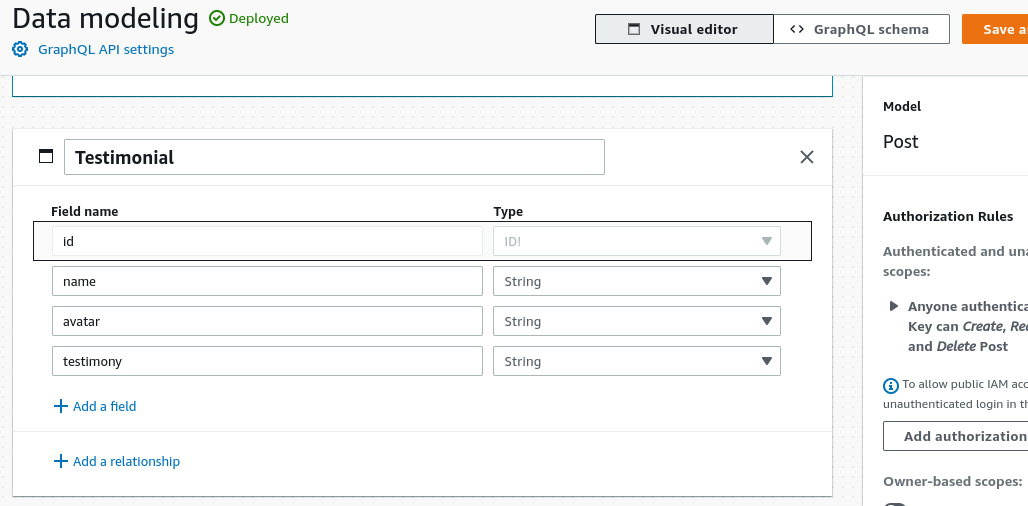 Data modeling Deployed
GraphQL API settings
Visual editor
GraphQL schema
Save a
Testimonial
Field name Type
id ID!
name String
avatar String
testimony String
Add a field
Add a relationship
Model
Post
Authorization Rules
Authenticated and una
scopes:
Anyone authentica
Key can Create, Rea
and Delete Post
To allow public IAM acc
unauthenticated login in th
Add authorization
Owner-based scopes: